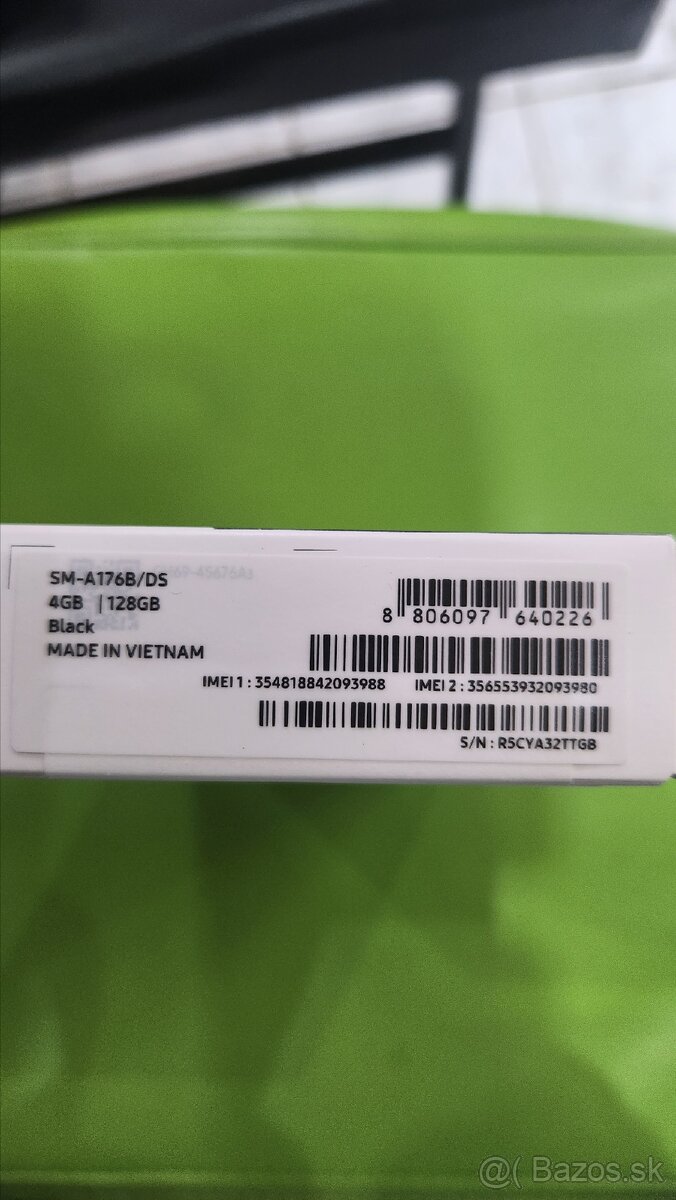 SM-A176B/DS
4GB | 128GB
Black
MADE IN VIETNAM
8 806097 640226
IMEI 1 : 354818842093988 IMEI 2 : 356553932093980
S/N : R5CYA32TTGB
@( Bazos.sk